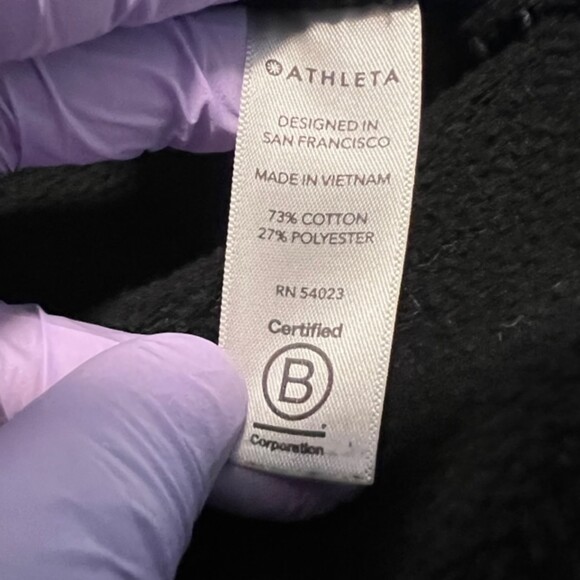 ATHLETA
DESIGNED IN
SAN FRANCISCO
MADE IN VIETNAM
73% COTTON
27% POLYESTER
RN 54023
Certified
B
Corporation